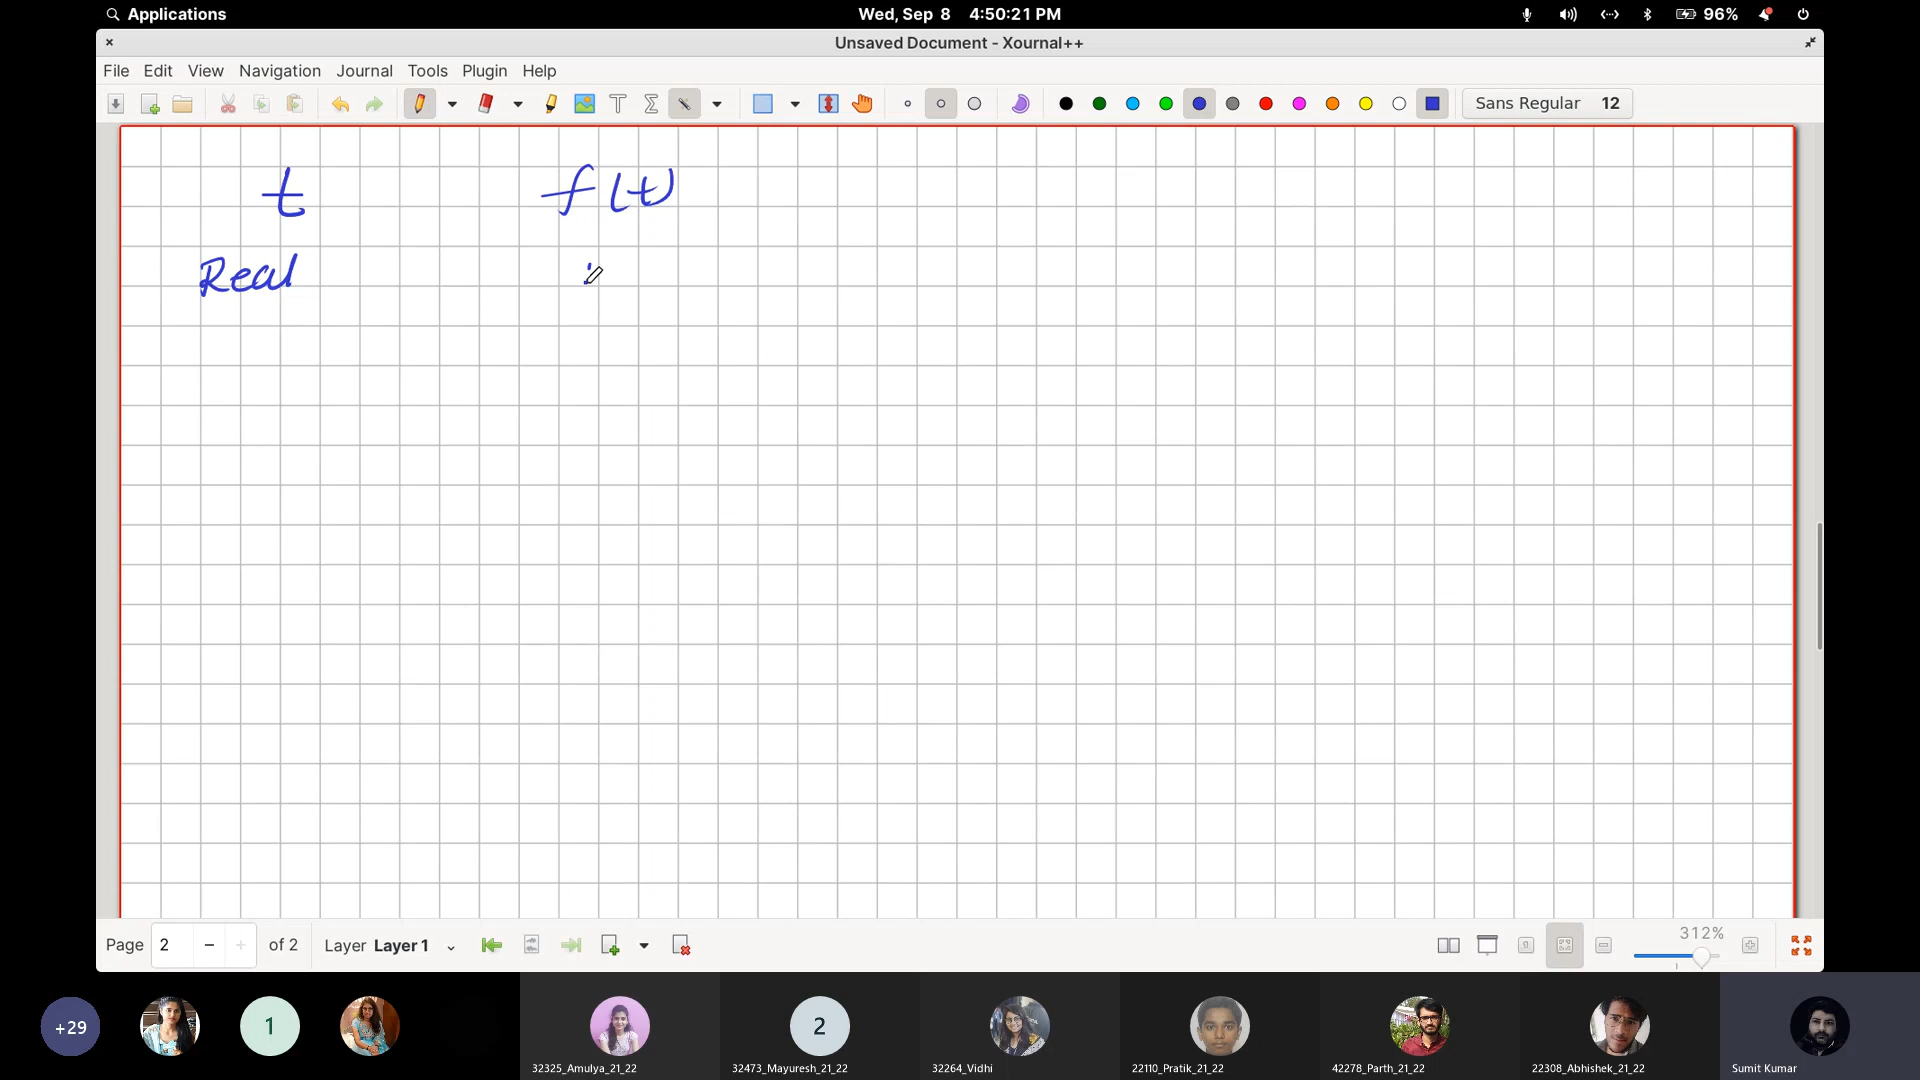 Applications
Wed, Sep 8 4:50:21 PM
96%
Unsaved Document - Xournal++
File Edit View Navigation Journal Tools Plugin Help
Sans Regular 12
t f(t)
Real
Page 2 of 2 Layer Layer 1
312%
+29
1
2
32325_Amulya_21_22
32473_Mayuresh_21_22
32264_Vidhi
22110_Pratik_21_22
42278_Parth_21_22
22308_Abhishek_21_22
Sumit Kumar